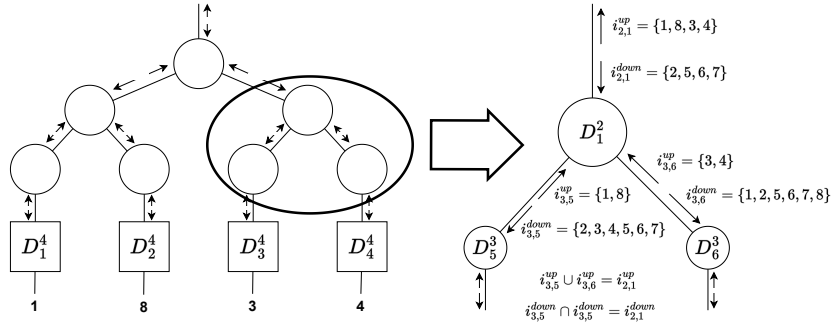 D_1^4
D_2^4
D_3^4
D_4^4
1
8
3
4
i_{2,1}^{up} = {1,8,3,4}
i_{2,1}^{down} = {2,5,6,7}
D_1^2
i_{3,6}^{up} = {3,4}
i_{3,5}^{up} = {1,8}
i_{3,6}^{down} = {1,2,5,6,7,8}
i_{3,5}^{down} = {2,3,4,5,6,7}
D_5^3
D_6^3
i_{3,5}^{up} ∪ i_{3,6}^{up} = i_{2,1}^{up}
i_{3,5}^{down} ∩ i_{3,5}^{down} = i_{2,1}^{down}